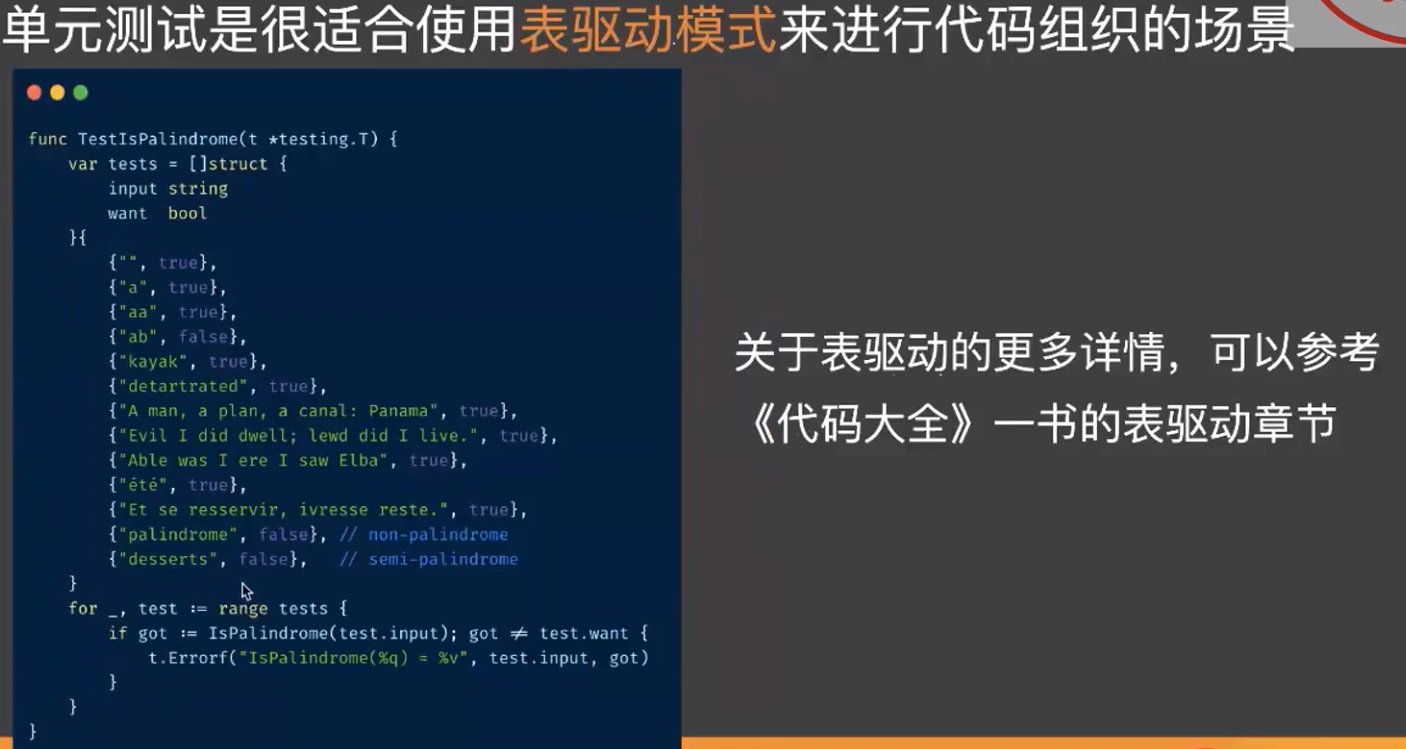 单元测试是很适合使用表驱动模式来进行代码组织的场景
func TestIsPalindrome(t *testing.T) {
    var tests = []struct {
        input string
        want  bool
    }{
        {"", true},
        {"a", true},
        {"aa", true},
        {"ab", false},
        {"kayak", true},
        {"detartrated", true},
        {"A man, a plan, a canal: Panama", true},
        {"Evil I did dwell; lewd did I live.", true},
        {"Able was I ere I saw Elba", true},
        {"été", true},
        {"Et se resservir, ivresse reste.", true},
        {"palindrome", false}, // non-palindrome
        {"desserts", false},   // semi-palindrome
    }
    for _, test := range tests {
        if got := IsPalindrome(test.input); got ≠ test.want {
            t.Errorf("IsPalindrome(%q) = %v", test.input, got)
        }
    }
}
关于表驱动的更多详情，可以参考
《代码大全》一书的表驱动章节